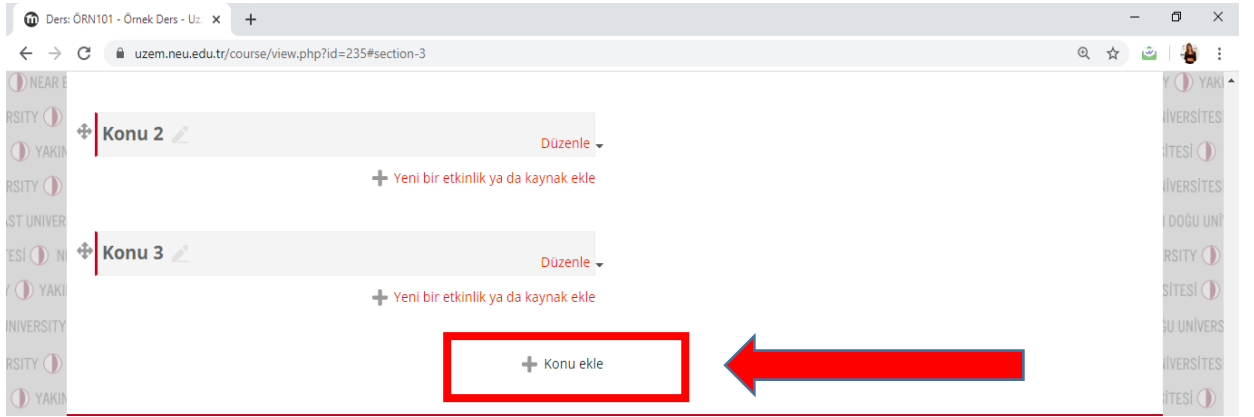 Ders: ÖRN101 - Örnek Ders - Uz
uzem.neu.edu.tr/course/view.php?id=235#section-3
Konu 2
Düzenle
Yeni bir etkinlik ya da kaynak ekle
Konu 3
Düzenle
Yeni bir etkinlik ya da kaynak ekle
Konu ekle